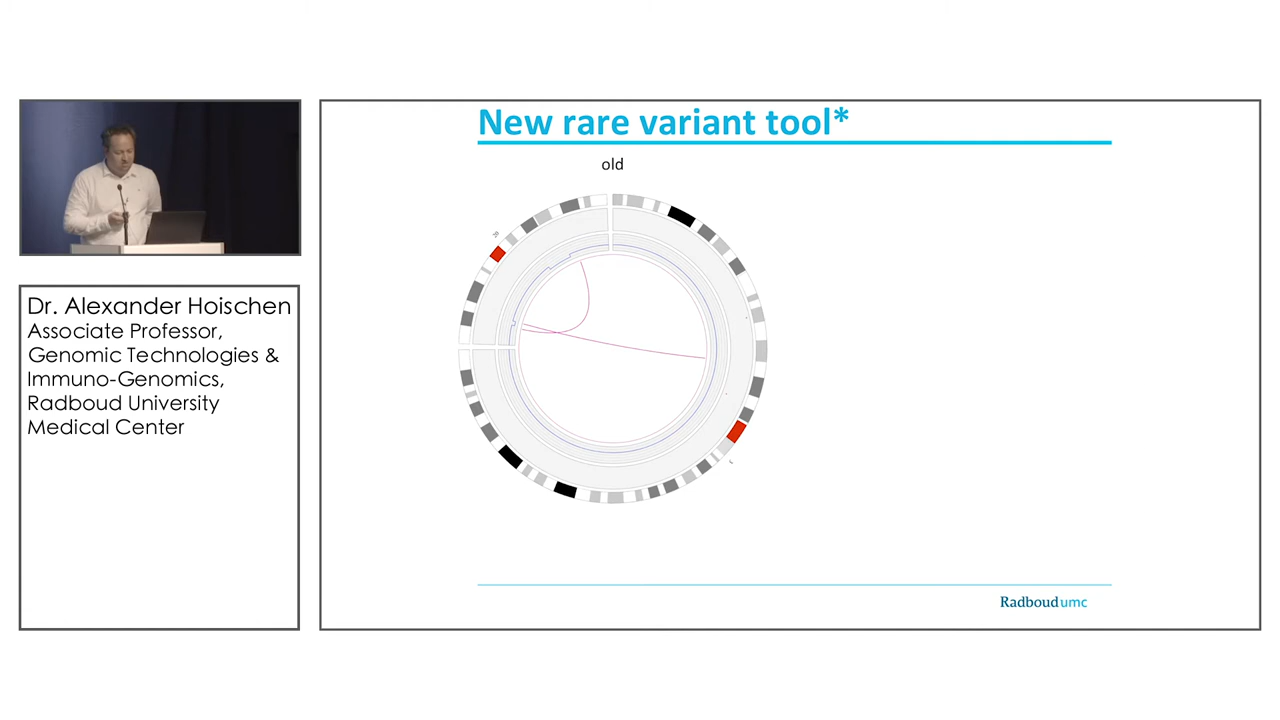 New rare variant tool*
old
Dr. Alexander Hoischen
Associate Professor,
Genomic Technologies &
Immuno-Genomics,
Radboud University
Medical Center
Radboudumc